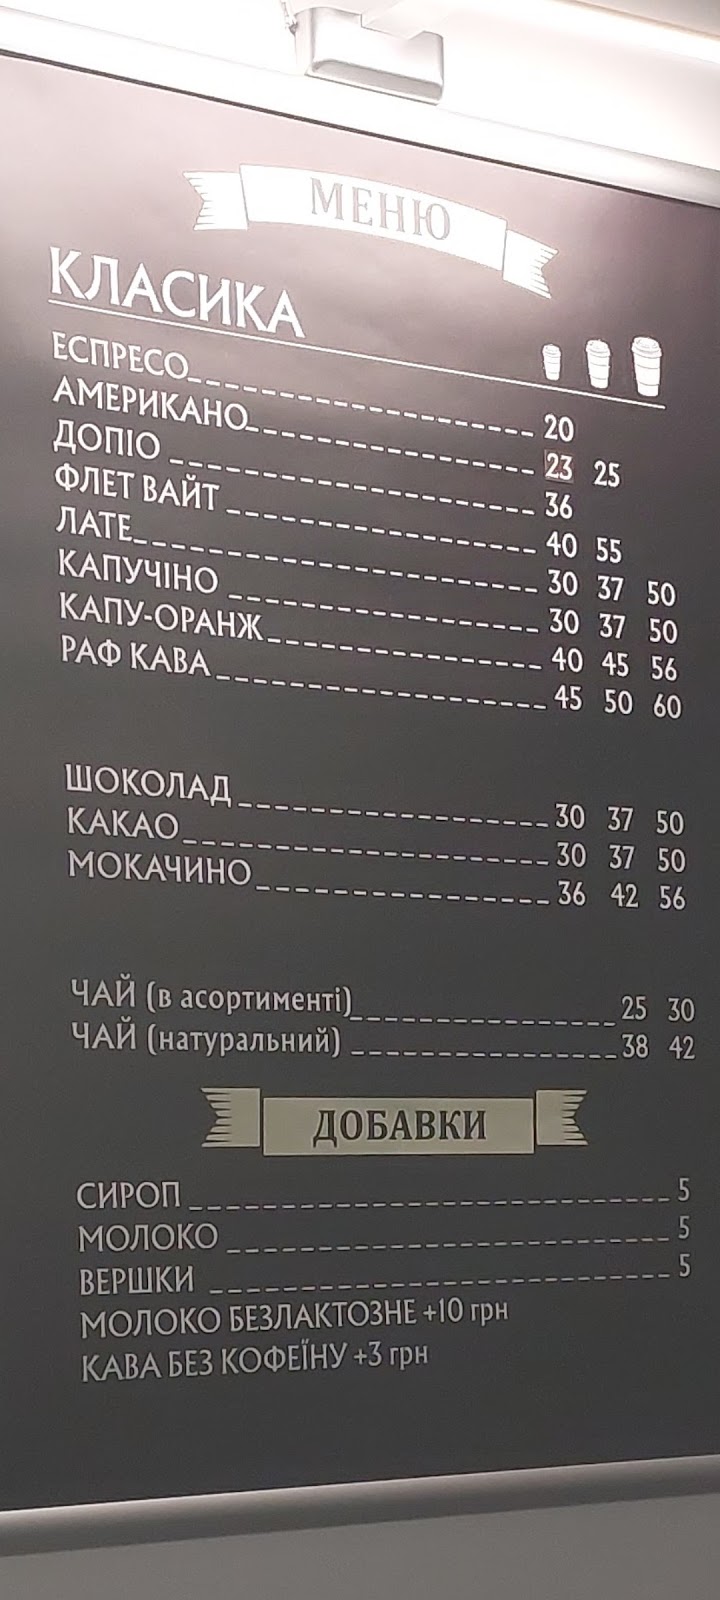 МЕНЮ
КЛАСИКА
ЕСПРЕСО 20
АМЕРИКАНО 23 25
ДОПІО 36
ФЛЕТ ВАЙТ 40 55
ЛАТЕ 30 37 50
КАПУЧІНО 30 37 50
КАПУ-ОРАНЖ 40 45 56
РАФ КАВА 45 50 60
ШОКОЛАД 30 37 50
КАКАО 30 37 50
МОКАЧИНО 36 42 56
ЧАЙ (в асортименті) 25 30
ЧАЙ (натуральний) 38 42
ДОБАВКИ
СИРОП 5
МОЛОКО 5
ВЕРШКИ 5
МОЛОКО БЕЗЛАКТОЗНЕ +10 грн
КАВА БЕЗ КОФЕЇНУ +3 грн